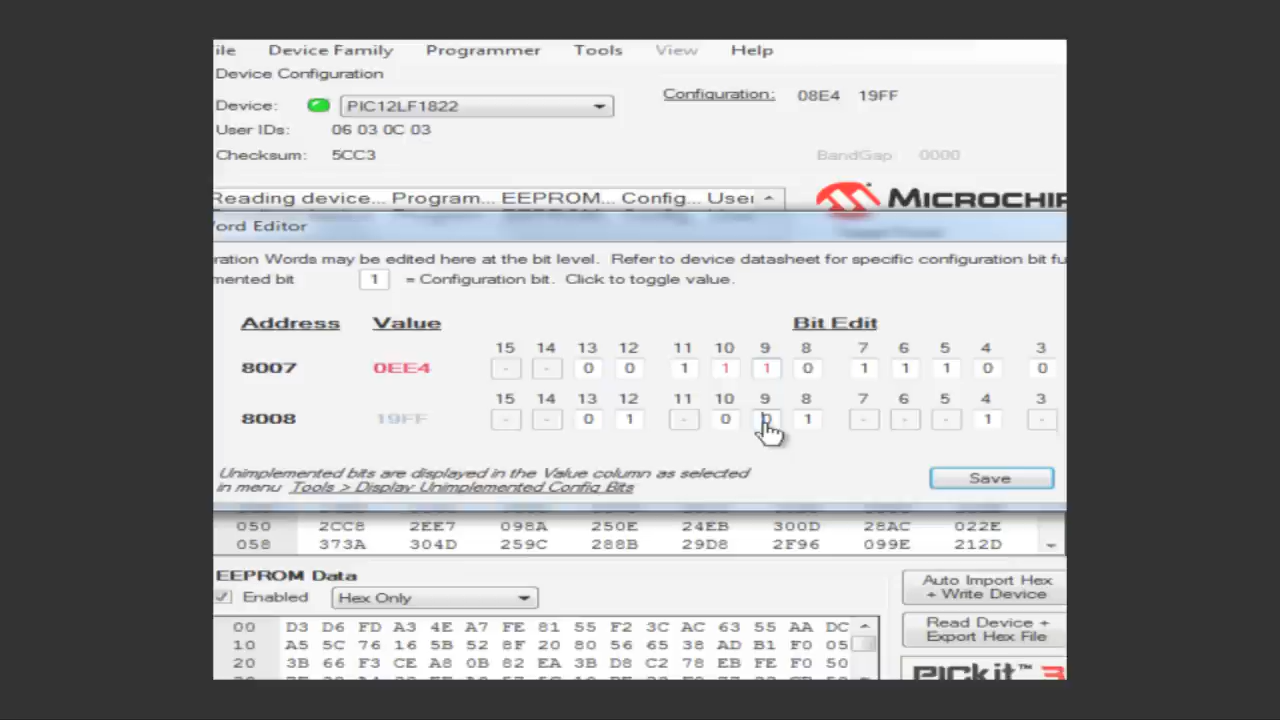 ile Device Family Programmer Tools View Help
Device Configuration
Device: PIC12LF1822 Configuration: 08E4 19FF
User IDs: 06 03 0C 03
Checksum: 5CC3 BandGap 0000
Reading device... Program... EEPROM... Config... User
MICROCHIP
ord Editor
ration Words may be edited here at the bit level. Refer to device datasheet for specific configuration bit fu
mented bit 1 = Configuration bit. Click to toggle value.
Address Value Bit Edit
15 14 13 12 11 10 9 8 7 6 5 4 3
8007 0EE4 - - 0 0 1 1 1 0 1 1 1 0 0
15 14 13 12 11 10 9 8 7 6 5 4 3
8008 19FF - - 0 1 - 0 0 1 - - - 1 -
Unimplemented bits are displayed in the Value column as selected
in menu Tools > Display Unimplemented Config Bits
Save
050 2CC8 2EE7 098A 250E 24EB 300D 28AC 022E
058 373A 304D 259C 288B 29D8 2F96 099E 212D
EEPROM Data
Enabled Hex Only
Auto Import Hex
+ Write Device
Read Device +
Export Hex File
00 D3 D6 FD A3 4E A7 FE 81 55 F2 3C AC 63 55 AA DC
10 A5 5C 76 16 5B 52 8F 20 80 56 65 38 AD B1 F0 05
20 3B 66 F3 CE A8 0B 82 EA 3B D8 C2 78 EB FE F0 50
PICkit™ 3